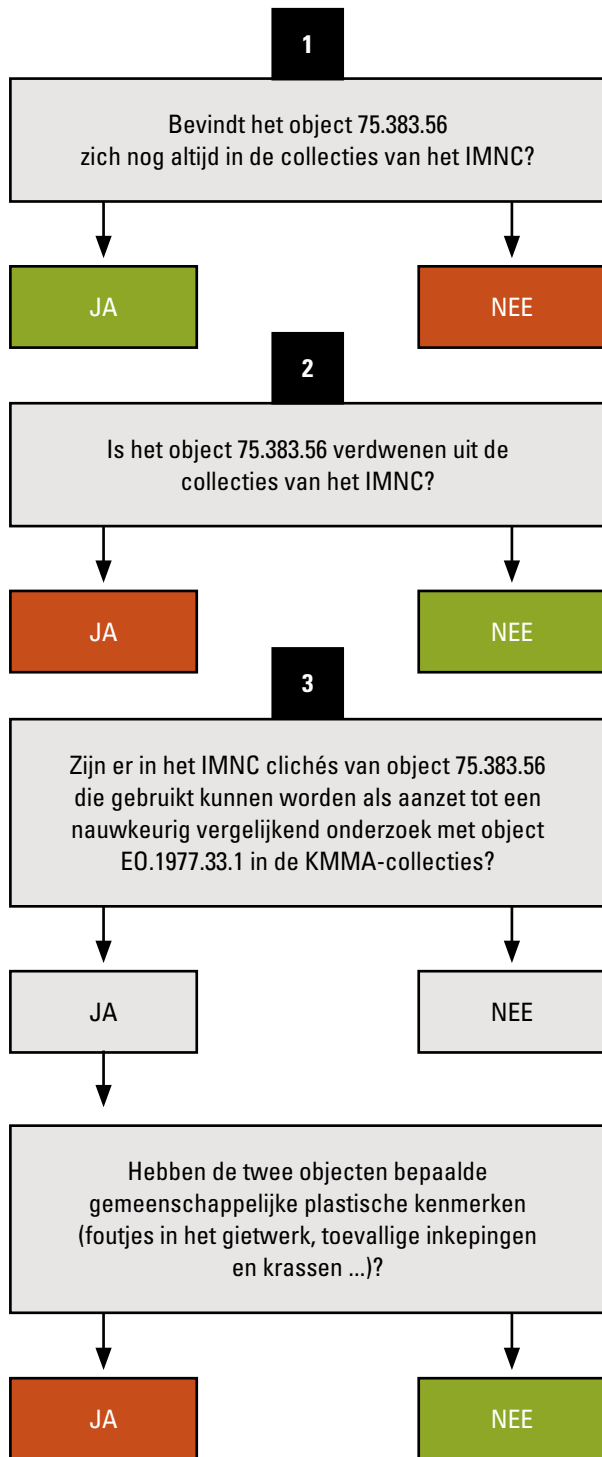 1
Bevindt het object 75.383.56
zich nog altijd in de collecties van het IMNC?
JA
NEE
2
Is het object 75.383.56 verdwenen uit de
collecties van het IMNC?
JA
NEE
3
Zijn er in het IMNC clichés van object 75.383.56
die gebruikt kunnen worden als aanzet tot een
nauwkeurig vergelijkend onderzoek met object
EO.1977.33.1 in de KMMA-collecties?
JA
NEE
Hebben de twee objecten bepaalde
gemeenschappelijke plastische kenmerken
(foutjes in het gietwerk, toevallige inkepingen
en krassen ...)?
JA
NEE